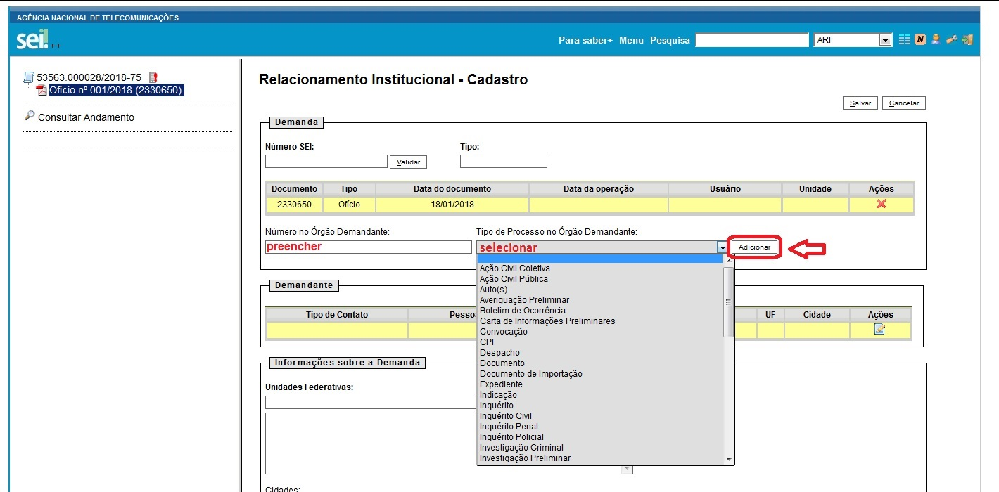 AGÊNCIA NACIONAL DE TELECOMUNICAÇÕES
sei! ++
Para saber+ Menu Pesquisa ARI
N
53563.000028/2018-75
Ofício nº 001/2018 (2330650)
Consultar Andamento
Relacionamento Institucional - Cadastro
Salvar Cancelar
Demanda
Número SEI: Tipo:
Validar
Documento Tipo Data do documento Data da operação Usuário Unidade Ações
2330650 Ofício 18/01/2018
Número no Órgão Demandante: Tipo de Processo no Órgão Demandante:
preencher selecionar Adicionar
Ação Civil Coletiva
Ação Civil Pública
Auto(s)
Averiguação Preliminar
Boletim de Ocorrência
Carta de Informações Preliminares
Convocação
CPI
Despacho
Documento
Documento de Importação
Expediente
Indicação
Inquérito
Inquérito Civil
Inquérito Penal
Inquérito Policial
Investigação Criminal
Investigação Preliminar
Demandante
Tipo de Contato Pessoa UF Cidade Ações
Informações sobre a Demanda
Unidades Federativas:
Cidades: